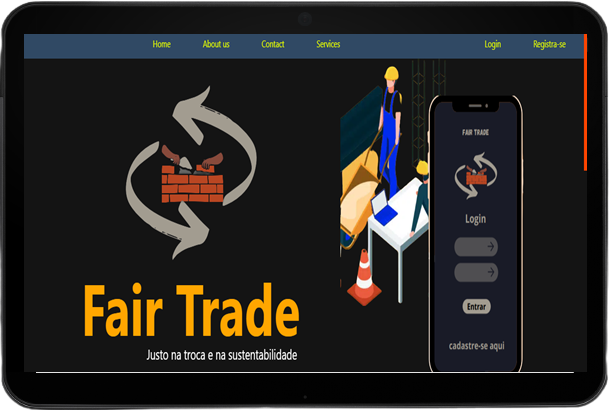 Home About us Contact Services Login Registra-se
FAIR TRADE
Login
Entrar
cadastre-se aqui
Fair Trade
Justo na troca e na sustentabilidade